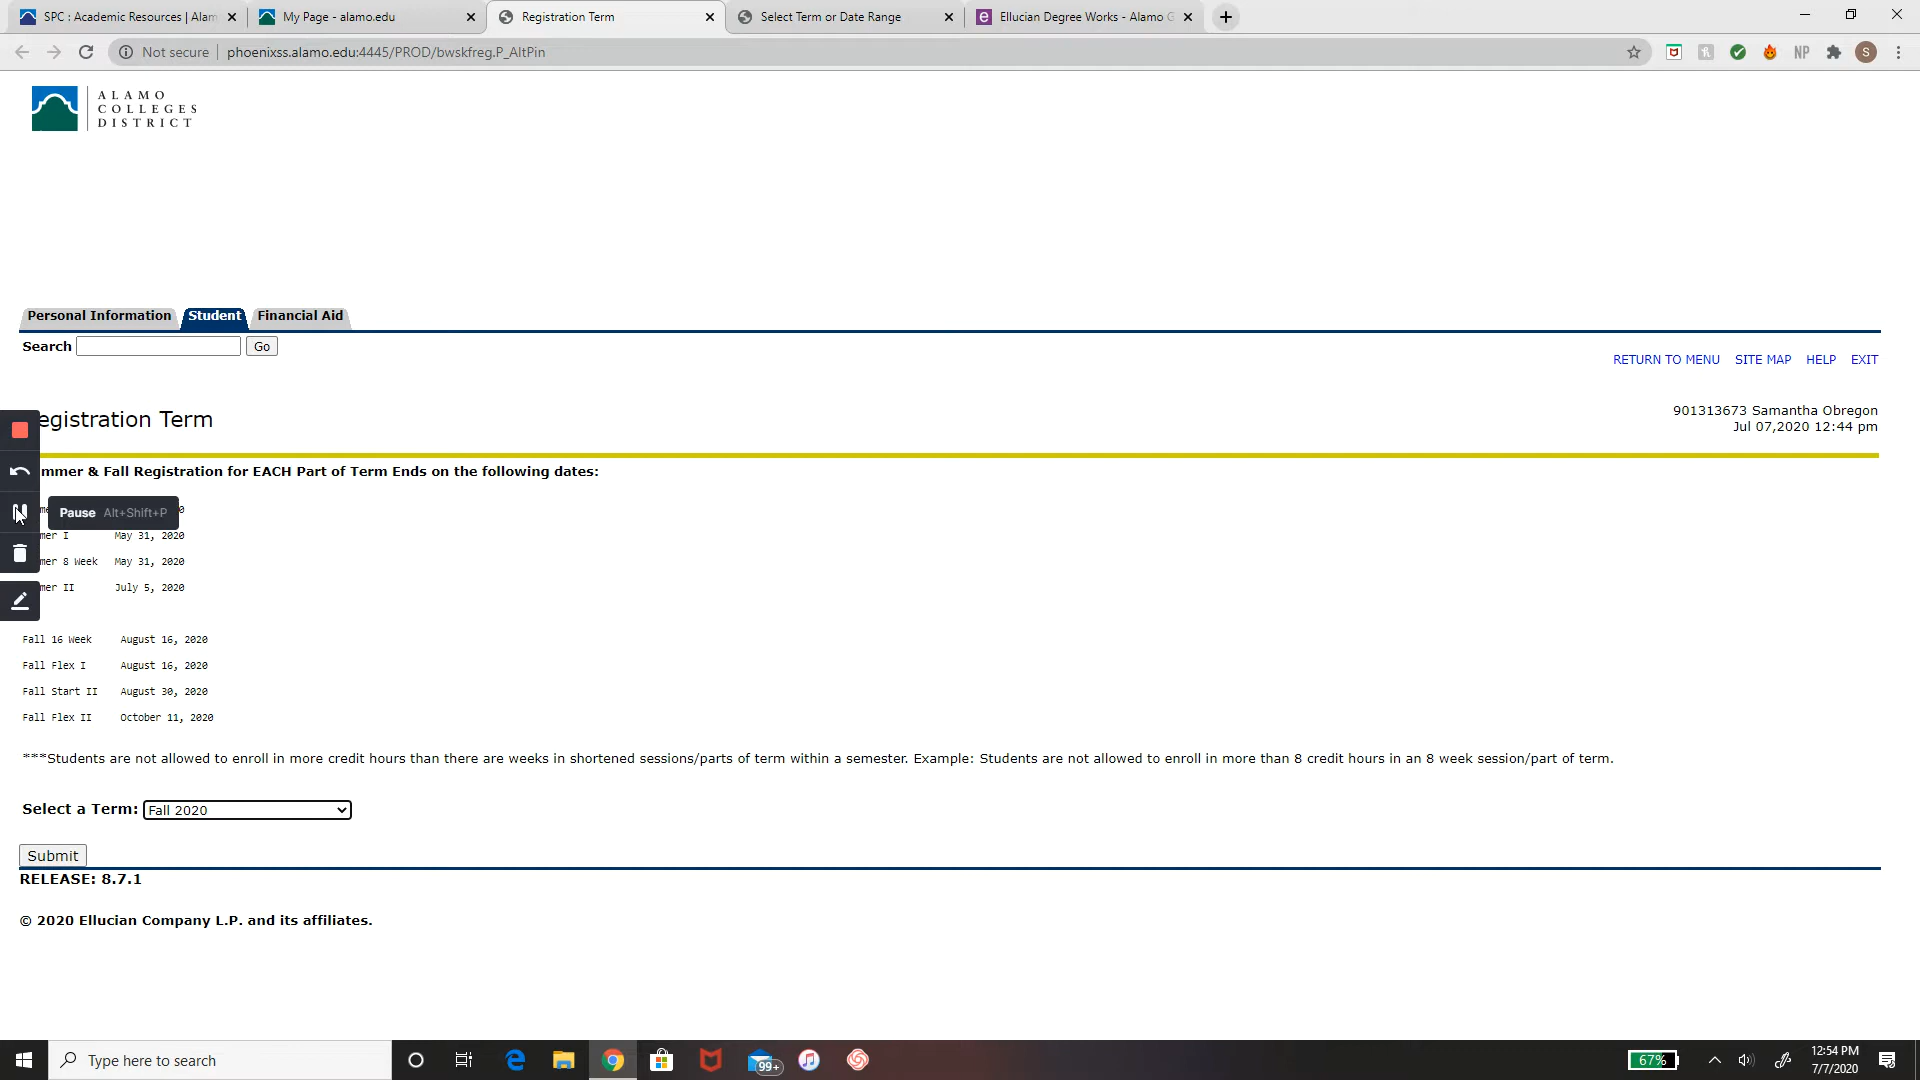 SPC : Academic Resources | Alam
My Page - alamo.edu
Registration Term
Select Term or Date Range
Ellucian Degree Works - Alamo C
Not secure
phoenixss.alamo.edu:4445/PROD/bwskfreg.P_AltPin
NP
S
ALAMO
COLLEGES
DISTRICT
Personal Information
Student
Financial Aid
Search
Go
RETURN TO MENU SITE MAP HELP EXIT
egistration Term
901313673 Samantha Obregon
Jul 07,2020 12:44 pm
mmer & Fall Registration for EACH Part of Term Ends on the following dates:
Pause Alt+Shift+P
mer I May 31, 2020
mer 8 Week May 31, 2020
mer II July 5, 2020
Fall 16 Week August 16, 2020
Fall Flex I August 16, 2020
Fall Start II August 30, 2020
Fall Flex II October 11, 2020
***Students are not allowed to enroll in more credit hours than there are weeks in shortened sessions/parts of term within a semester. Example: Students are not allowed to enroll in more than 8 credit hours in an 8 week session/part of term.
Select a Term: Fall 2020
Submit
RELEASE: 8.7.1
© 2020 Ellucian Company L.P. and its affiliates.
Type here to search
99+
67%
12:54 PM
7/7/2020